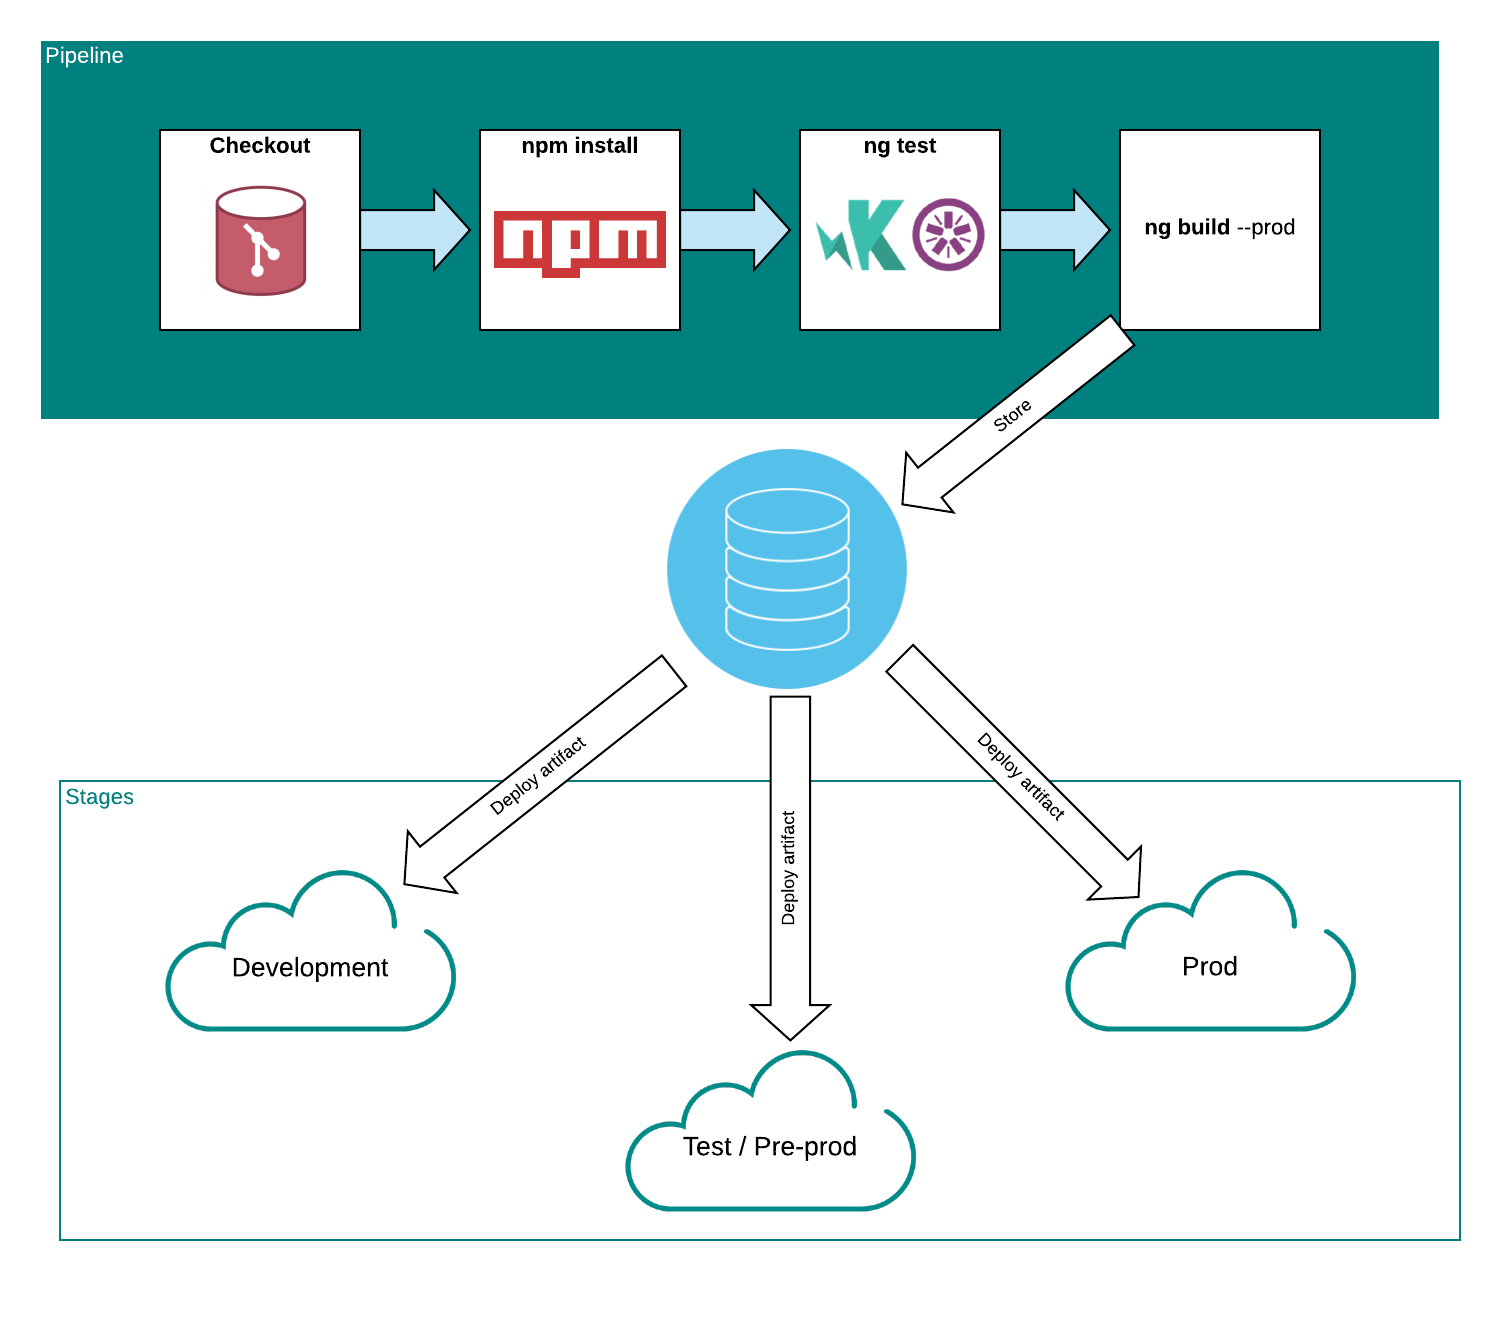 Pipeline
Checkout
npm install
ng test
ng build --prod
npm
K
Store
Deploy artifact
Deploy artifact
Deploy artifact
Stages
Development
Prod
Test / Pre-prod